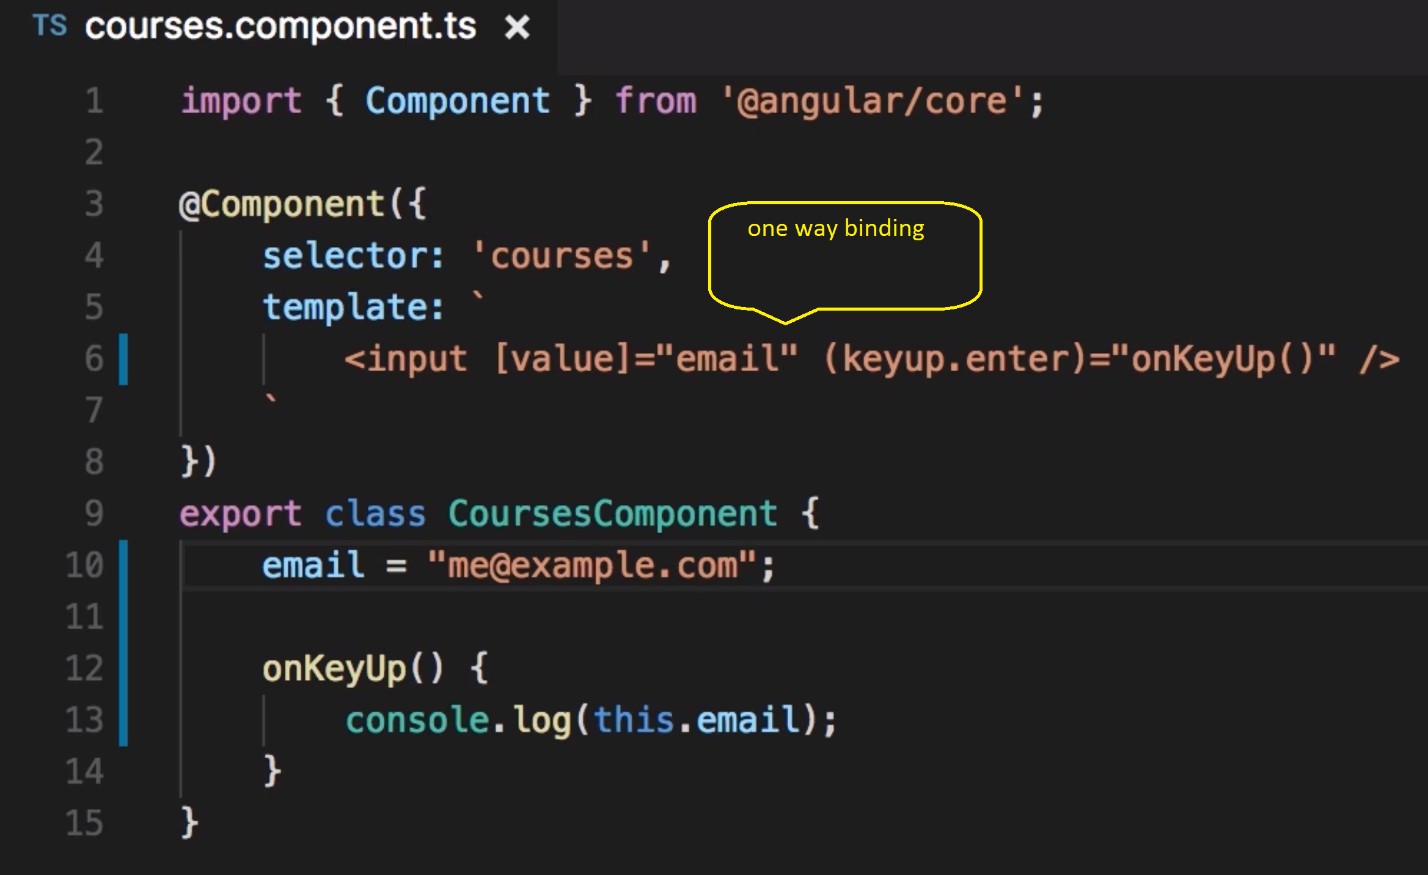 TS courses.component.ts ×
1 import { Component } from '@angular/core';
2
3 @Component({
one way binding
4 selector: 'courses',
5 template: `
6 <input [value]="email" (keyup.enter)="onKeyUp()" />
7 `
8 })
9 export class CoursesComponent {
10 email = "me@example.com";
11
12 onKeyUp() {
13 console.log(this.email);
14 }
15 }